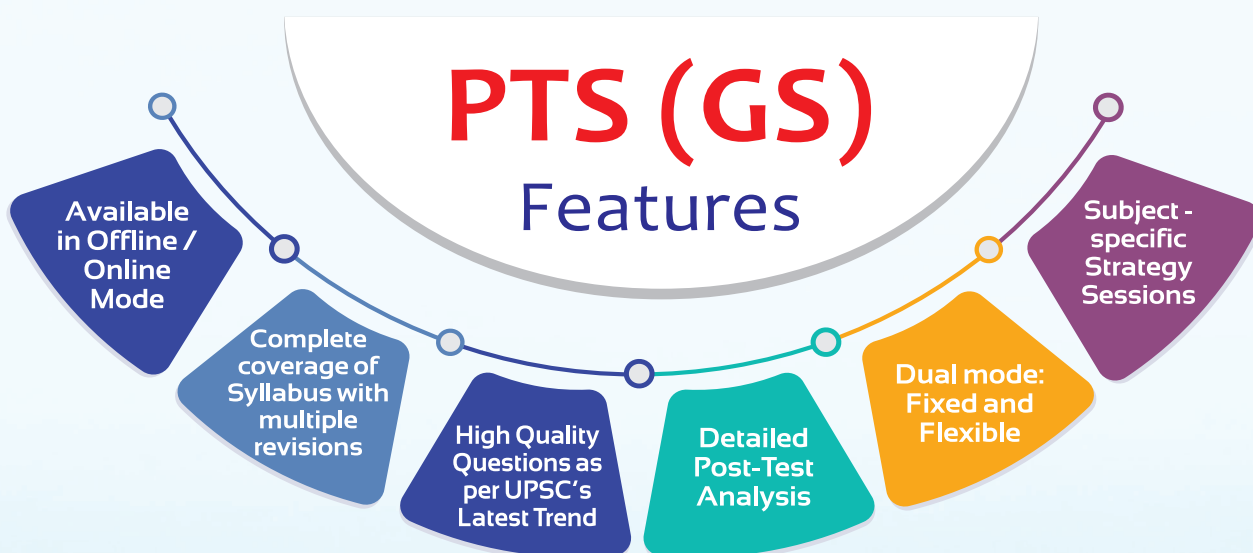 PTS (GS)
Features
Available
in Offline /
Online
Mode
Complete
coverage of
Syllabus with
multiple
revisions
High Quality
Questions as
per UPSC's
Latest Trend
Detailed
Post-Test
Analysis
Dual mode:
Fixed and
Flexible
Subject -
specific
Strategy
Sessions